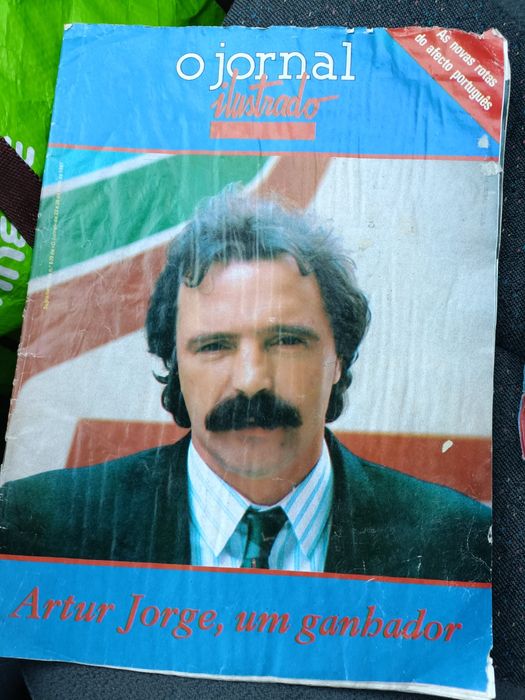 o jornal
ilustrado
As novas rotas
do afecto português
Artur Jorge, um ganhador